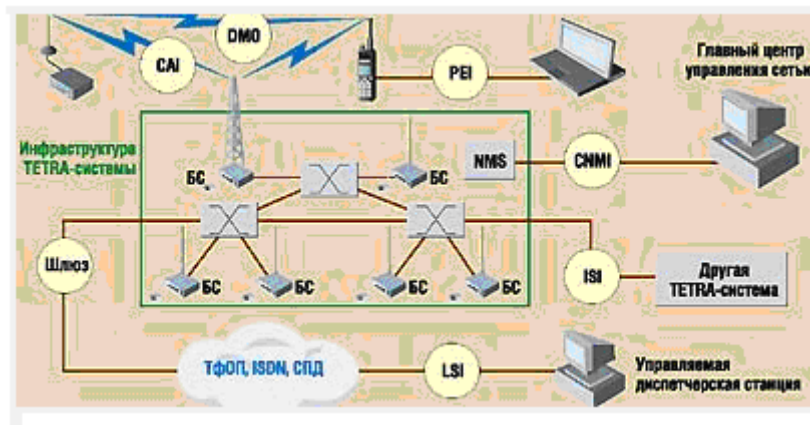 DMO
CAI
PEI
Главный центр
управления сетью
Инфраструктура
TETRA-системы
БС
БС
NMS
CNMI
Шлюз
БС
БС
БС
БС
ISI
Другая
TETRA-система
ТфОП, ISDN, СПД
LSI
Управляемая
диспетчерская станция